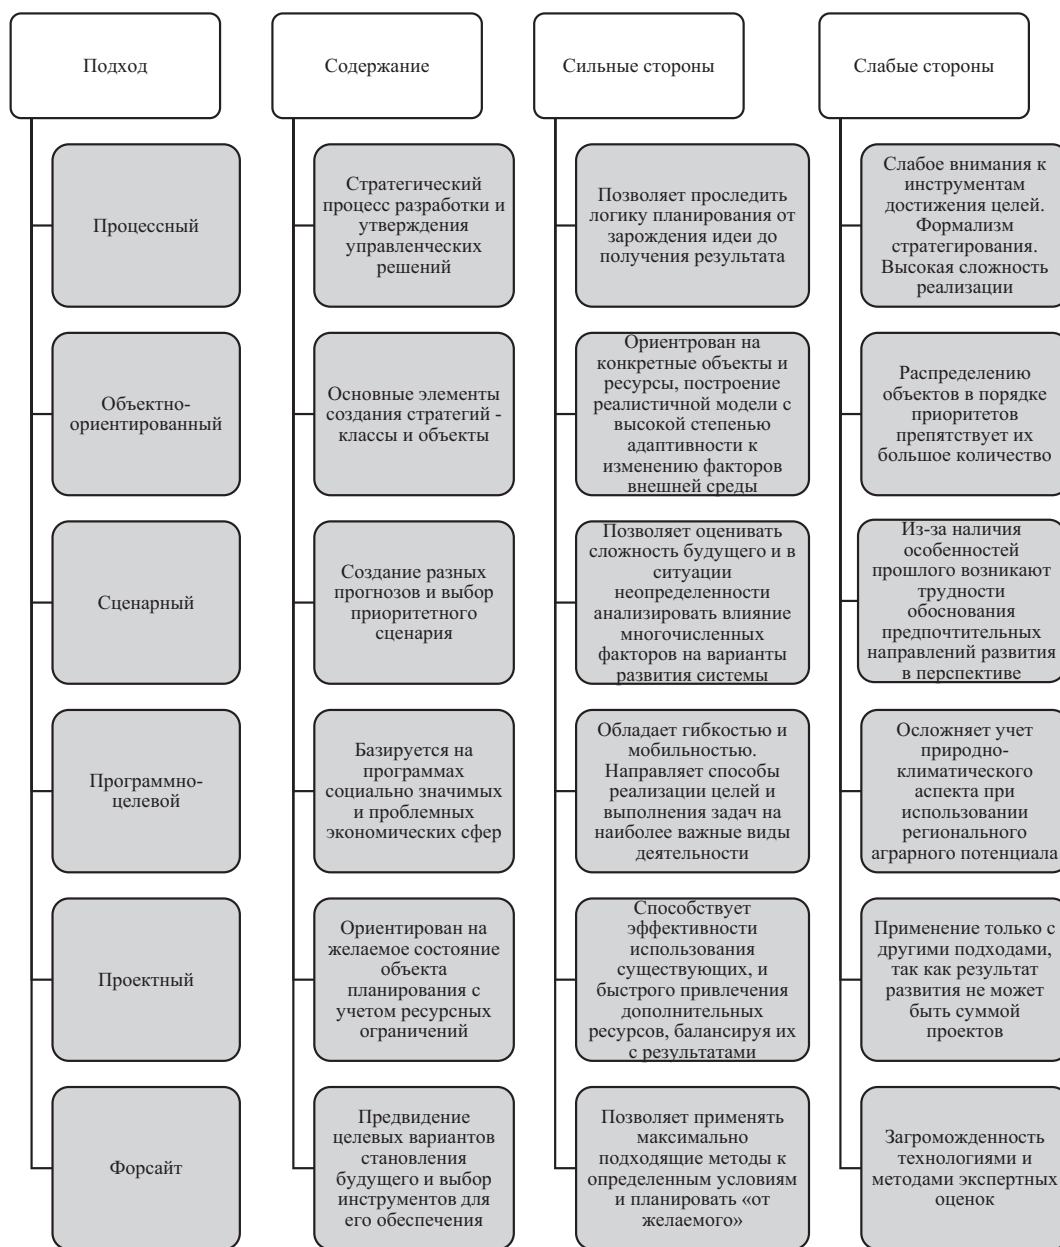 Подход
Содержание
Сильные стороны
Слабые стороны
Процессный
Стратегический
процесс разработки и
утверждения
управленческих
решений
Позволяет проследить
логику планирования от
зарождения идеи до
получения результата
Слабое внимания к
инструментам
достижения целей.
Формализм
стратегирования.
Высокая сложность
реализации
Объектно-
ориентированный
Основные элементы
создания стратегий -
классы и объекты
Ориентрован на
конкретные объекты и
ресурсы, построение
реалистичной модели с
высокой степенью
адаптивности к
изменению факторов
внешней среды
Распределению
объектов в порядке
приоритетов
препятствует их
большое количество
Сценарный
Создание разных
прогнозов и выбор
приоритетного
сценария
Позволяет оценивать
сложность будущего и в
ситуации
неопределенности
анализировать влияние
многочисленных
факторов на варианты
развития системы
Из-за наличия
особенностей
прошлого возникают
трудности
обоснования
предпочтительных
направлений развития
в перспективе
Программно-
целевой
Базируется на
программах
социально значимых
и проблемных
экономических сфер
Обладает гибкостью и
мобильностью.
Направляет способы
реализации целей и
выполнения задач на
наиболее важные виды
деятельности
Осложняет учет
природно-
климатического
аспекта при
использовании
регионального
аграрного потенциала
Проектный
Ориентирован на
желаемое состояние
объекта
планирования с
учетом ресурсных
ограничений
Способствует
эффективности
использования
существующих, и
быстрого привлечения
дополнительных
ресурсов, балансируя их
с результатами
Применение только с
другими подходами,
так как результат
развития не может
быть суммой
проектов
Форсайт
Предвидение
целевых вариантов
становления
будущего и выбор
инструментов для
его обеспечения
Позволяет применять
максимально
подходящие методы к
определенным условиям
и планировать «от
желаемого»
Загроможденность
технологиями и
методами экспертных
оценок